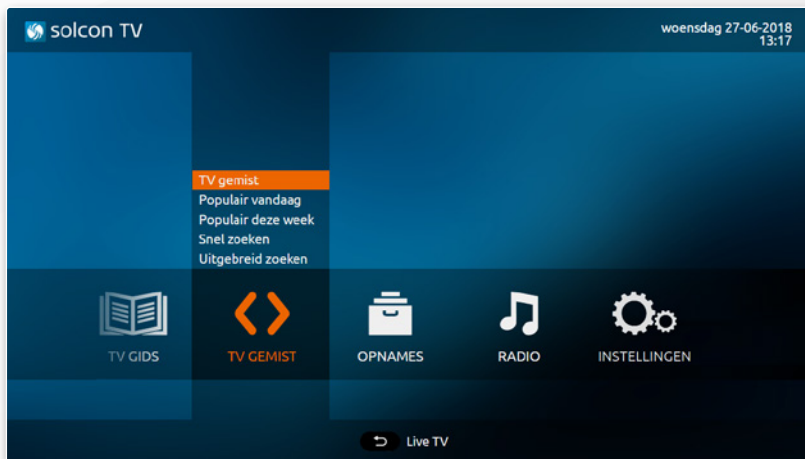 solcon TV
woensdag 27-06-2018
13:17
TV gemist
Populair vandaag
Populair deze week
Snel zoeken
Uitgebreid zoeken
TV GIDS
TV GEMIST
OPNAMES
RADIO
INSTELLINGEN
Live TV